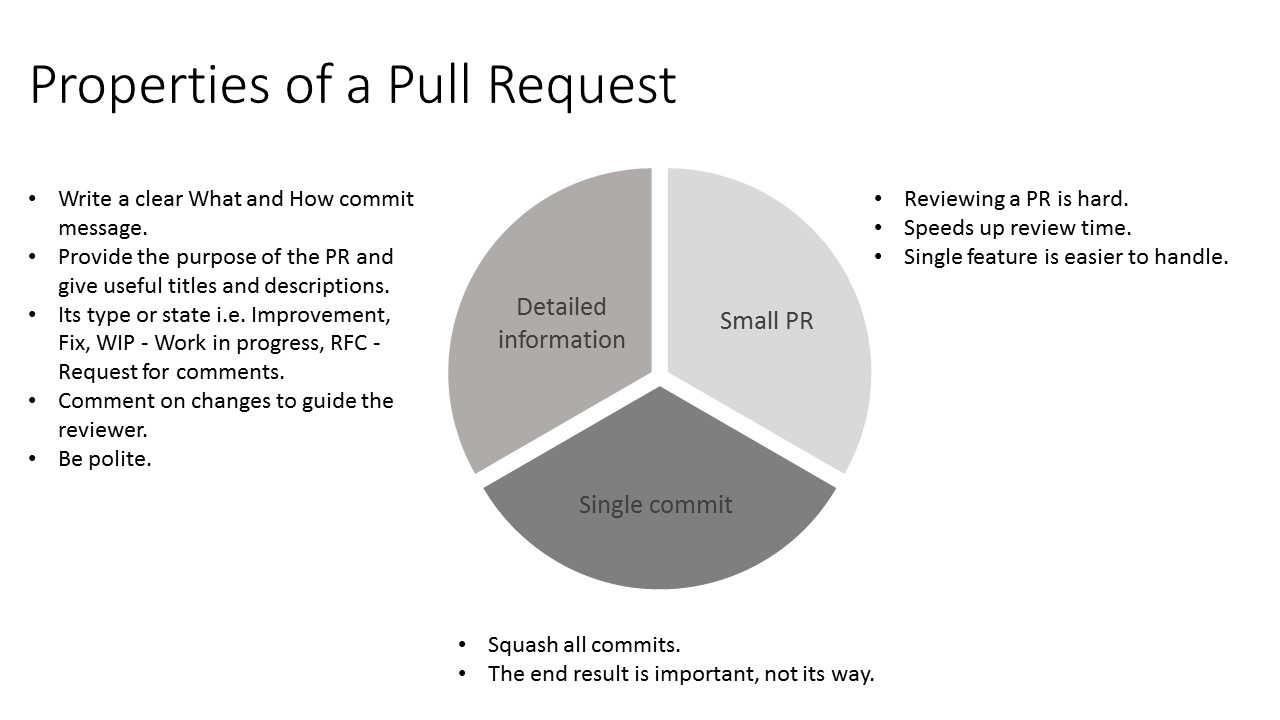 Properties of a Pull Request
• Write a clear What and How commit
message.
• Provide the purpose of the PR and
give useful titles and descriptions.
• Its type or state i.e. Improvement,
Fix, WIP - Work in progress, RFC -
Request for comments.
• Comment on changes to guide the
reviewer.
• Be polite.
Detailed
information
Small PR
Single commit
• Reviewing a PR is hard.
• Speeds up review time.
• Single feature is easier to handle.
• Squash all commits.
• The end result is important, not its way.